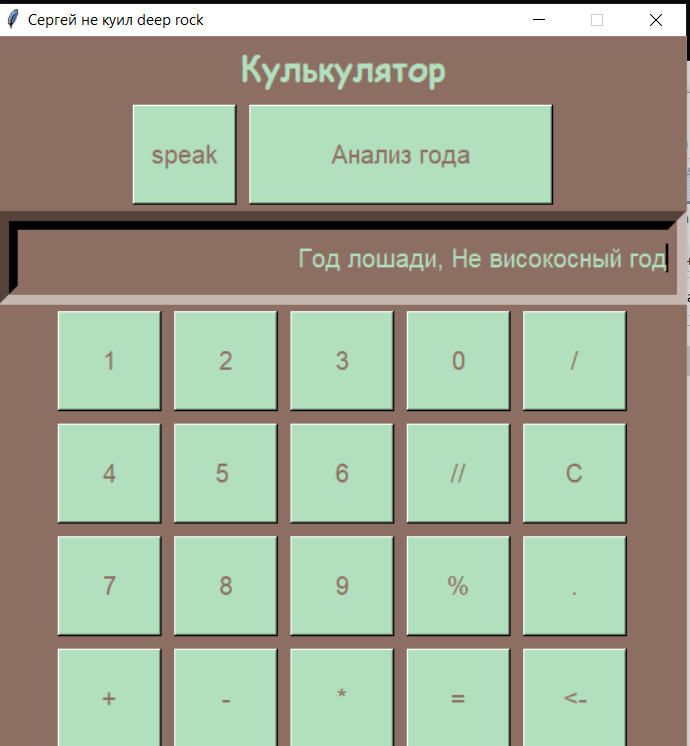 Сергей не куил deep rock
Кулькулятор
speak Анализ года
Год лошади, Не високосный год
1 2 3 0 /
4 5 6 // C
7 8 9 % .
+ - * = <-